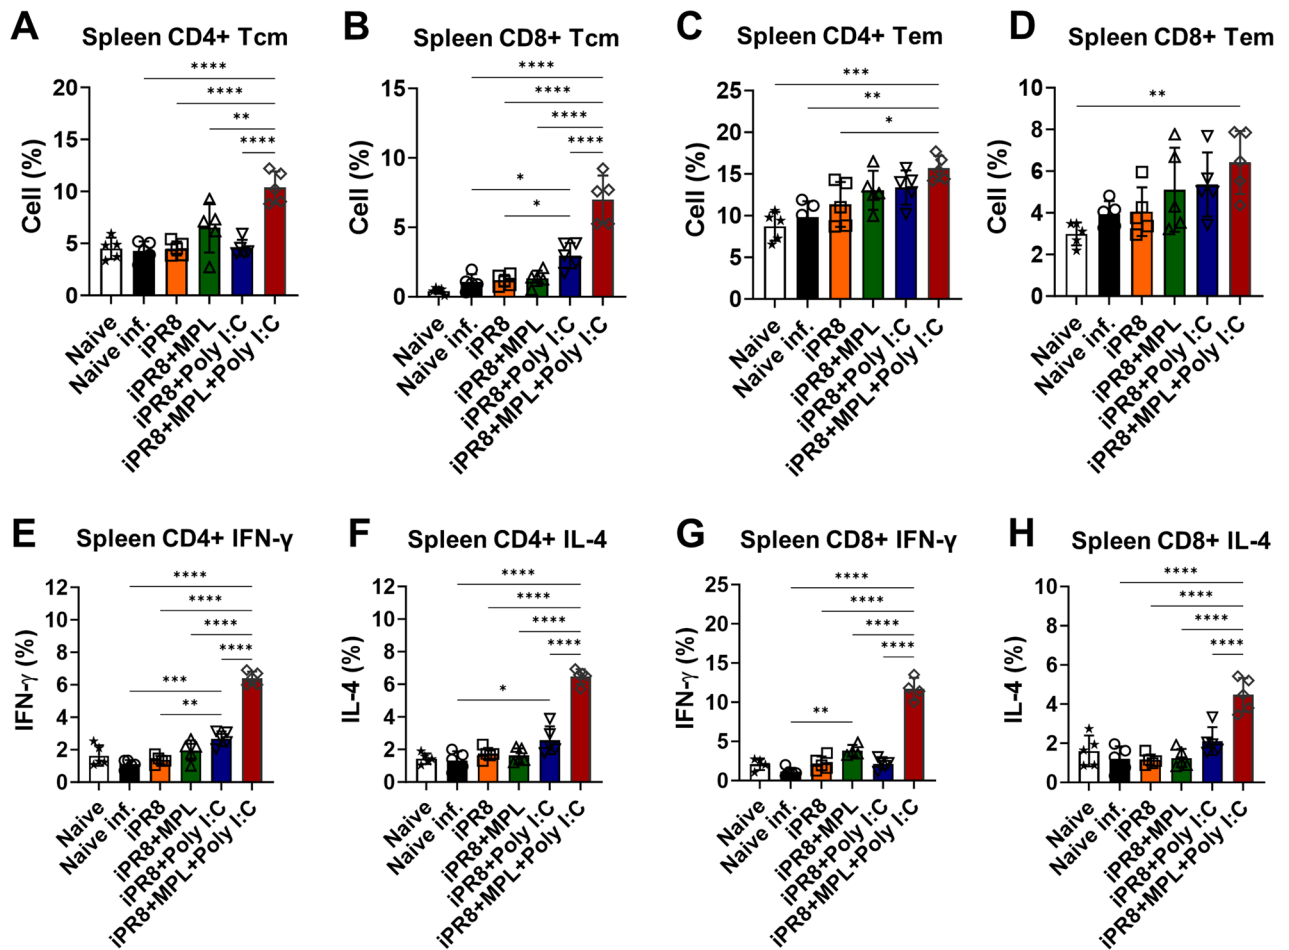 A
Spleen CD4+ Tcm
Cell (%)
20
15
10
5
0
****
****
**
****
Naive
Naive inf.
iPR8
iPR8+MPL
iPR8+Poly I:C
iPR8+MPL+Poly I:C
B
Spleen CD8+ Tcm
Cell (%)
15
10
5
0
****
****
****
****
*
*
Naive
Naive inf.
iPR8
iPR8+MPL
iPR8+Poly I:C
iPR8+MPL+Poly I:C
C
Spleen CD4+ Tem
Cell (%)
25
20
15
10
5
0
***
**
*
Naive
Naive inf.
iPR8
iPR8+MPL
iPR8+Poly I:C
iPR8+MPL+Poly I:C
D
Spleen CD8+ Tem
Cell (%)
10
8
6
4
2
0
**
Naive
Naive inf.
iPR8
iPR8+MPL
iPR8+Poly I:C
iPR8+MPL+Poly I:C
E
Spleen CD4+ IFN-γ
IFN-γ (%)
12
10
8
6
4
2
0
****
****
****
****
***
**
Naive
Naive inf.
iPR8
iPR8+MPL
iPR8+Poly I:C
iPR8+MPL+Poly I:C
F
Spleen CD4+ IL-4
IL-4 (%)
12
10
8
6
4
2
0
****
****
****
****
*
Naive
Naive inf.
iPR8
iPR8+MPL
iPR8+Poly I:C
iPR8+MPL+Poly I:C
G
Spleen CD8+ IFN-γ
IFN-γ (%)
25
20
15
10
5
0
****
****
****
****
**
Naive
Naive inf.
iPR8
iPR8+MPL
iPR8+Poly I:C
iPR8+MPL+Poly I:C
H
Spleen CD8+ IL-4
IL-4 (%)
10
8
6
4
2
0
****
****
****
****
Naive
Naive inf.
iPR8
iPR8+MPL
iPR8+Poly I:C
iPR8+MPL+Poly I:C